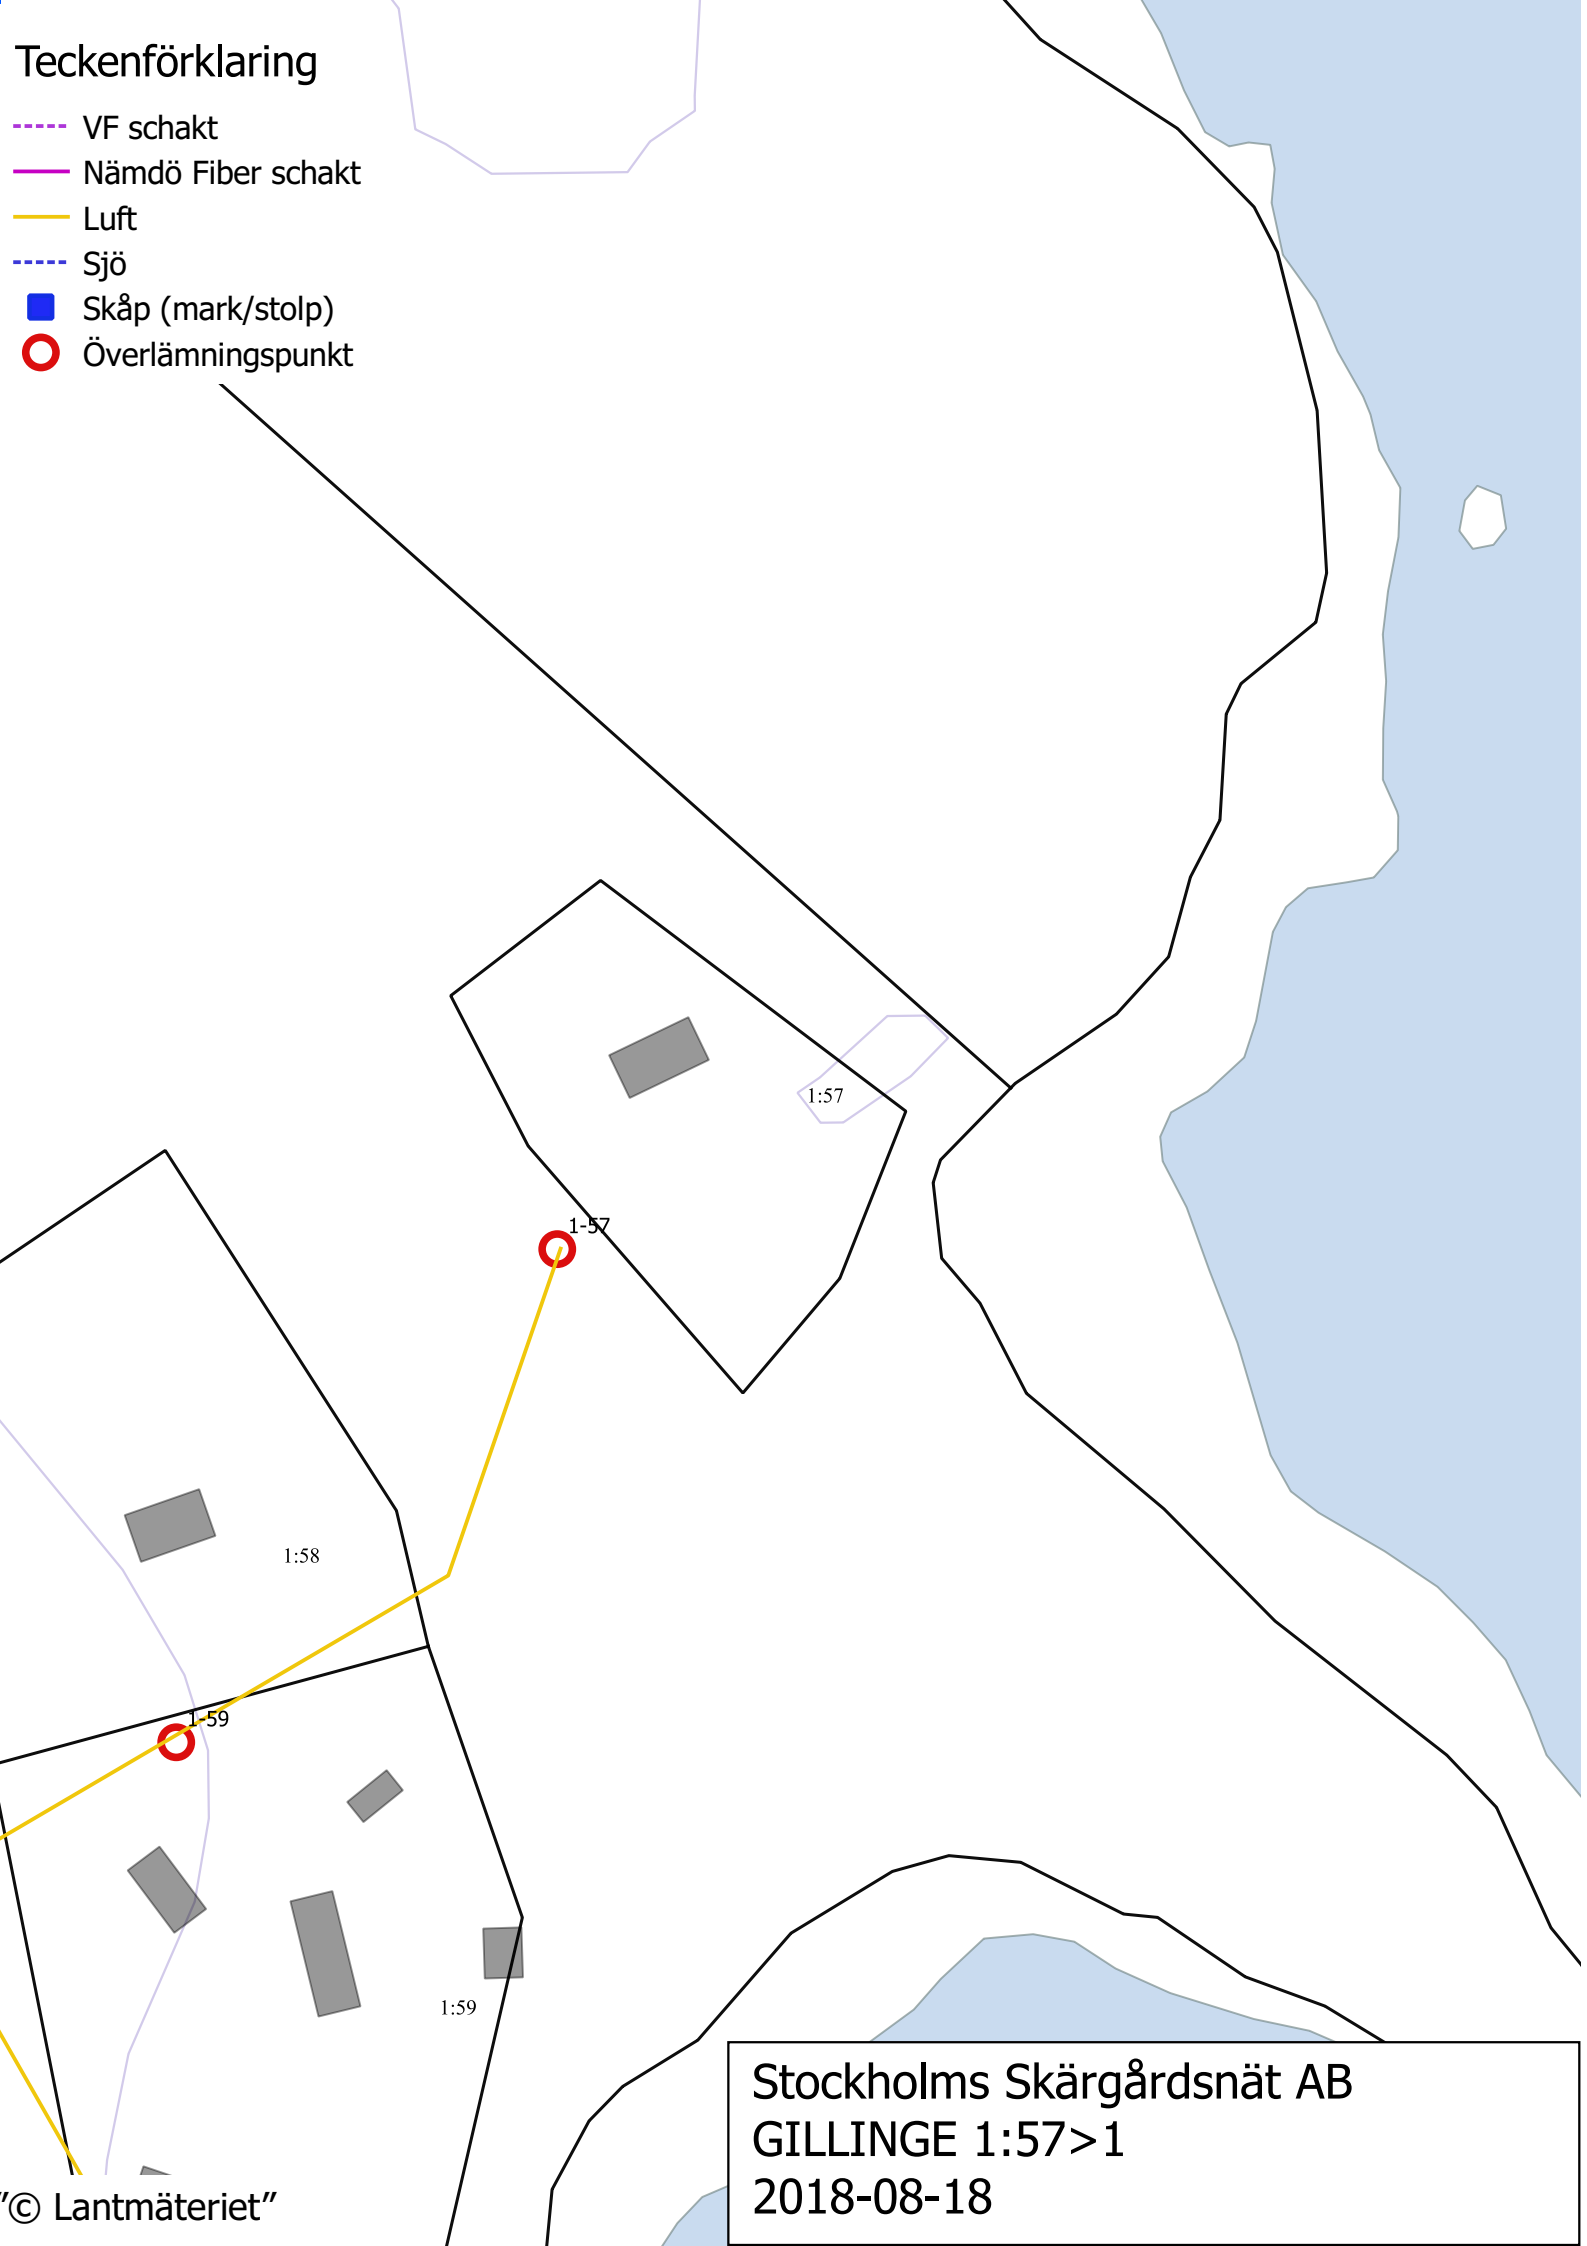 Teckenförklaring
VF schakt
Nämdö Fiber schakt
Luft
Sjö
Skåp (mark/stolp)
Överlämningspunkt
1:57
1-57
1:58
1-59
1:59
Stockholms Skärgårdsnät AB
GILLINGE 1:57>1
2018-08-18
"© Lantmäteriet"